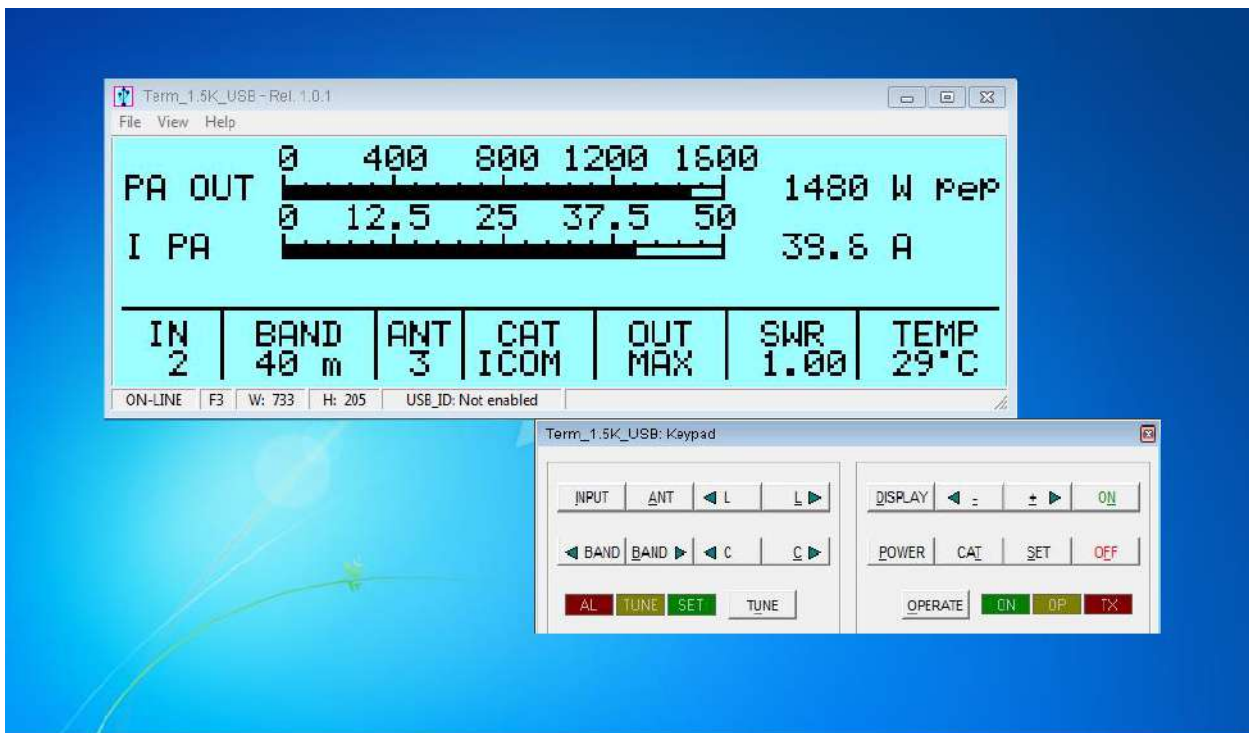 Term_1.5K_USB - Rel. 1.0.1
File View Help
0 400 800 1200 1600
PA OUT 1480 W pep
0 12.5 25 37.5 50
I PA 39.6 A
IN BAND ANT CAT OUT SWR TEMP
2 40 m 3 ICOM MAX 1.00 29°C
ON-LINE F3 W: 733 H: 205 USB_ID: Not enabled
Term_1.5K_USB: Keypad
INPUT ANT ◀ L L ▶ DISPLAY ◀ - + ▶ ON
◀ BAND BAND ▶ ◀ C C ▶ POWER CAT SET OFF
AL TUNE SET TUNE OPERATE ON OP TX